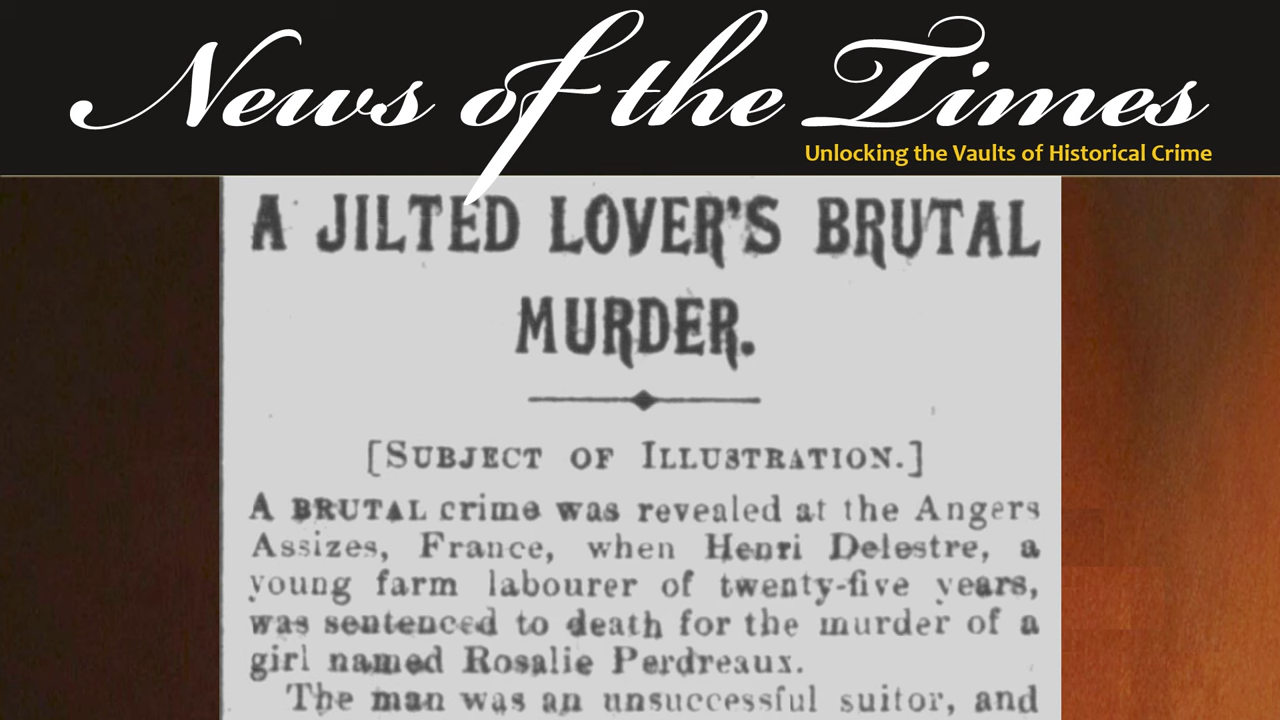 News of the Times
Unlocking the Vaults of Historical Crime
A JILTED LOVER'S BRUTAL
MURDER.
[SUBJECT OF ILLUSTRATION.]
A BRUTAL crime was revealed at the Angers
Assizes, France, when Henri Delestre, a
young farm labourer of twenty-five years,
was sentenced to death for the murder of a
girl named Rosalie Perdreaux.
The man was an unsuccessful suitor, and